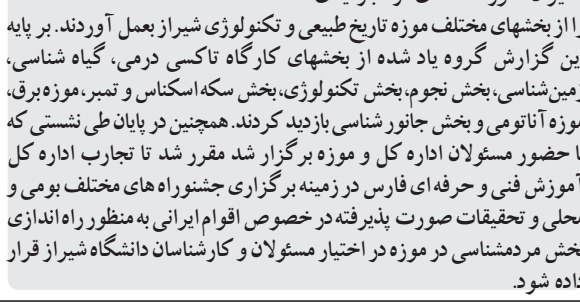 را از بخشهای مختلف موزه تاریخ طبیعی و تکنولوژی شیراز بعمل آوردند. بر پایه
این گزارش گروه یاد شده از بخشهای کارگاه تاکسی درمی، گیاه شناسی،
زمین‌شناسی، بخش نجوم، بخش تکنولوژی، بخش سکه اسکناس و تمبر، موزه برق،
موزه آناتومی و بخش جانور شناسی بازدید کردند. همچنین در پایان طی نشستی که
با حضور مسئولان اداره کل و موزه برگزار شد مقرر شد تا تجارب اداره کل
آموزش فنی و حرفه ای فارس در زمینه برگزاری جشنوراه های مختلف بومی و
محلی و تحقیقات صورت پذیرفته در خصوص اقوام ایرانی به منظور راه اندازی
بخش مردمشناسی در موزه در اختیار مسئولان و کارشناسان دانشگاه شیراز قرار
داده شود.